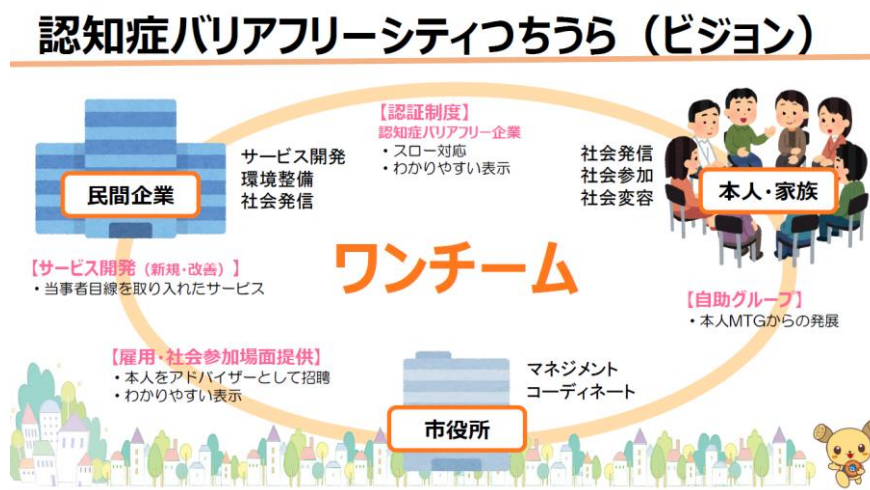 認知症バリアフリーシティつちうら（ビジョン）
【認証制度】
認知症バリアフリー企業
・スロー対応
・わかりやすい表示
サービス開発
環境整備
社会発信
民間企業
社会発信
社会参加
社会変容
本人・家族
ワンチーム
【サービス開発（新規・改善）】
・当事者目線を取り入れたサービス
【自助グループ】
・本人MTGからの発展
【雇用・社会参加場面提供】
・本人をアドバイザーとして招聘
・わかりやすい表示
マネジメント
コーディネート
市役所